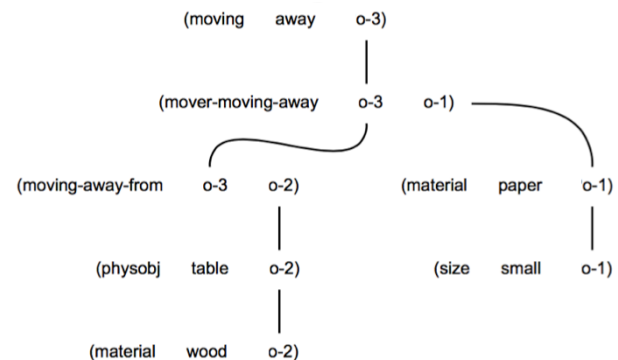 (moving away o-3)
(mover-moving-away o-3 o-1)
(moving-away-from o-3 o-2) (material paper o-1)
(physobj table o-2) (size small o-1)
(material wood o-2)